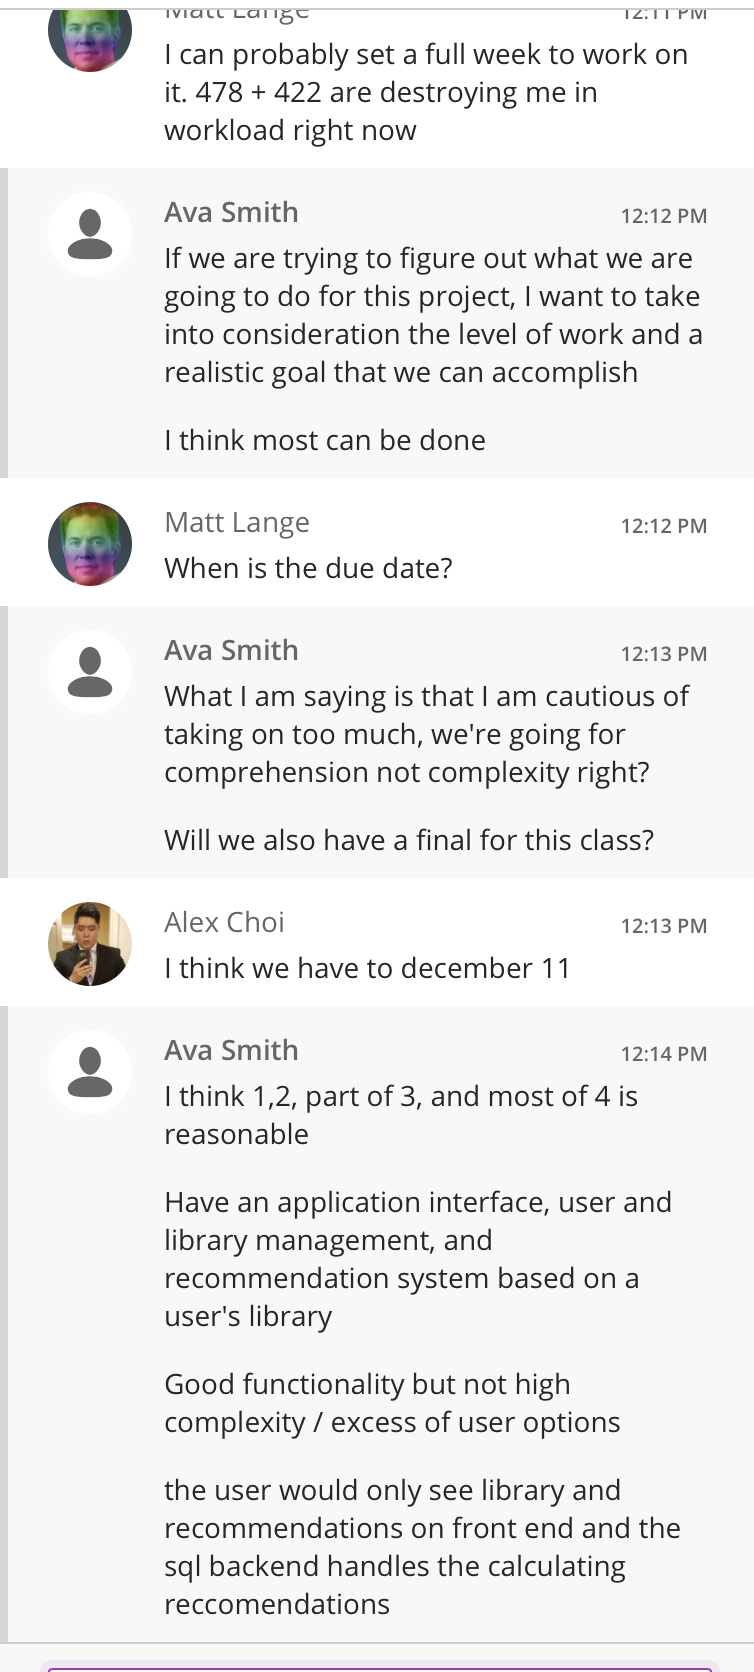 Matt Lange
12:11 PM
I can probably set a full week to work on
it. 478 + 422 are destroying me in
workload right now
Ava Smith
12:12 PM
If we are trying to figure out what we are
going to do for this project, I want to take
into consideration the level of work and a
realistic goal that we can accomplish
I think most can be done
Matt Lange
12:12 PM
When is the due date?
Ava Smith
12:13 PM
What I am saying is that I am cautious of
taking on too much, we're going for
comprehension not complexity right?
Will we also have a final for this class?
Alex Choi
12:13 PM
I think we have to december 11
Ava Smith
12:14 PM
I think 1,2, part of 3, and most of 4 is
reasonable
Have an application interface, user and
library management, and
recommendation system based on a
user's library
Good functionality but not high
complexity / excess of user options
the user would only see library and
recommendations on front end and the
sql backend handles the calculating
reccomendations